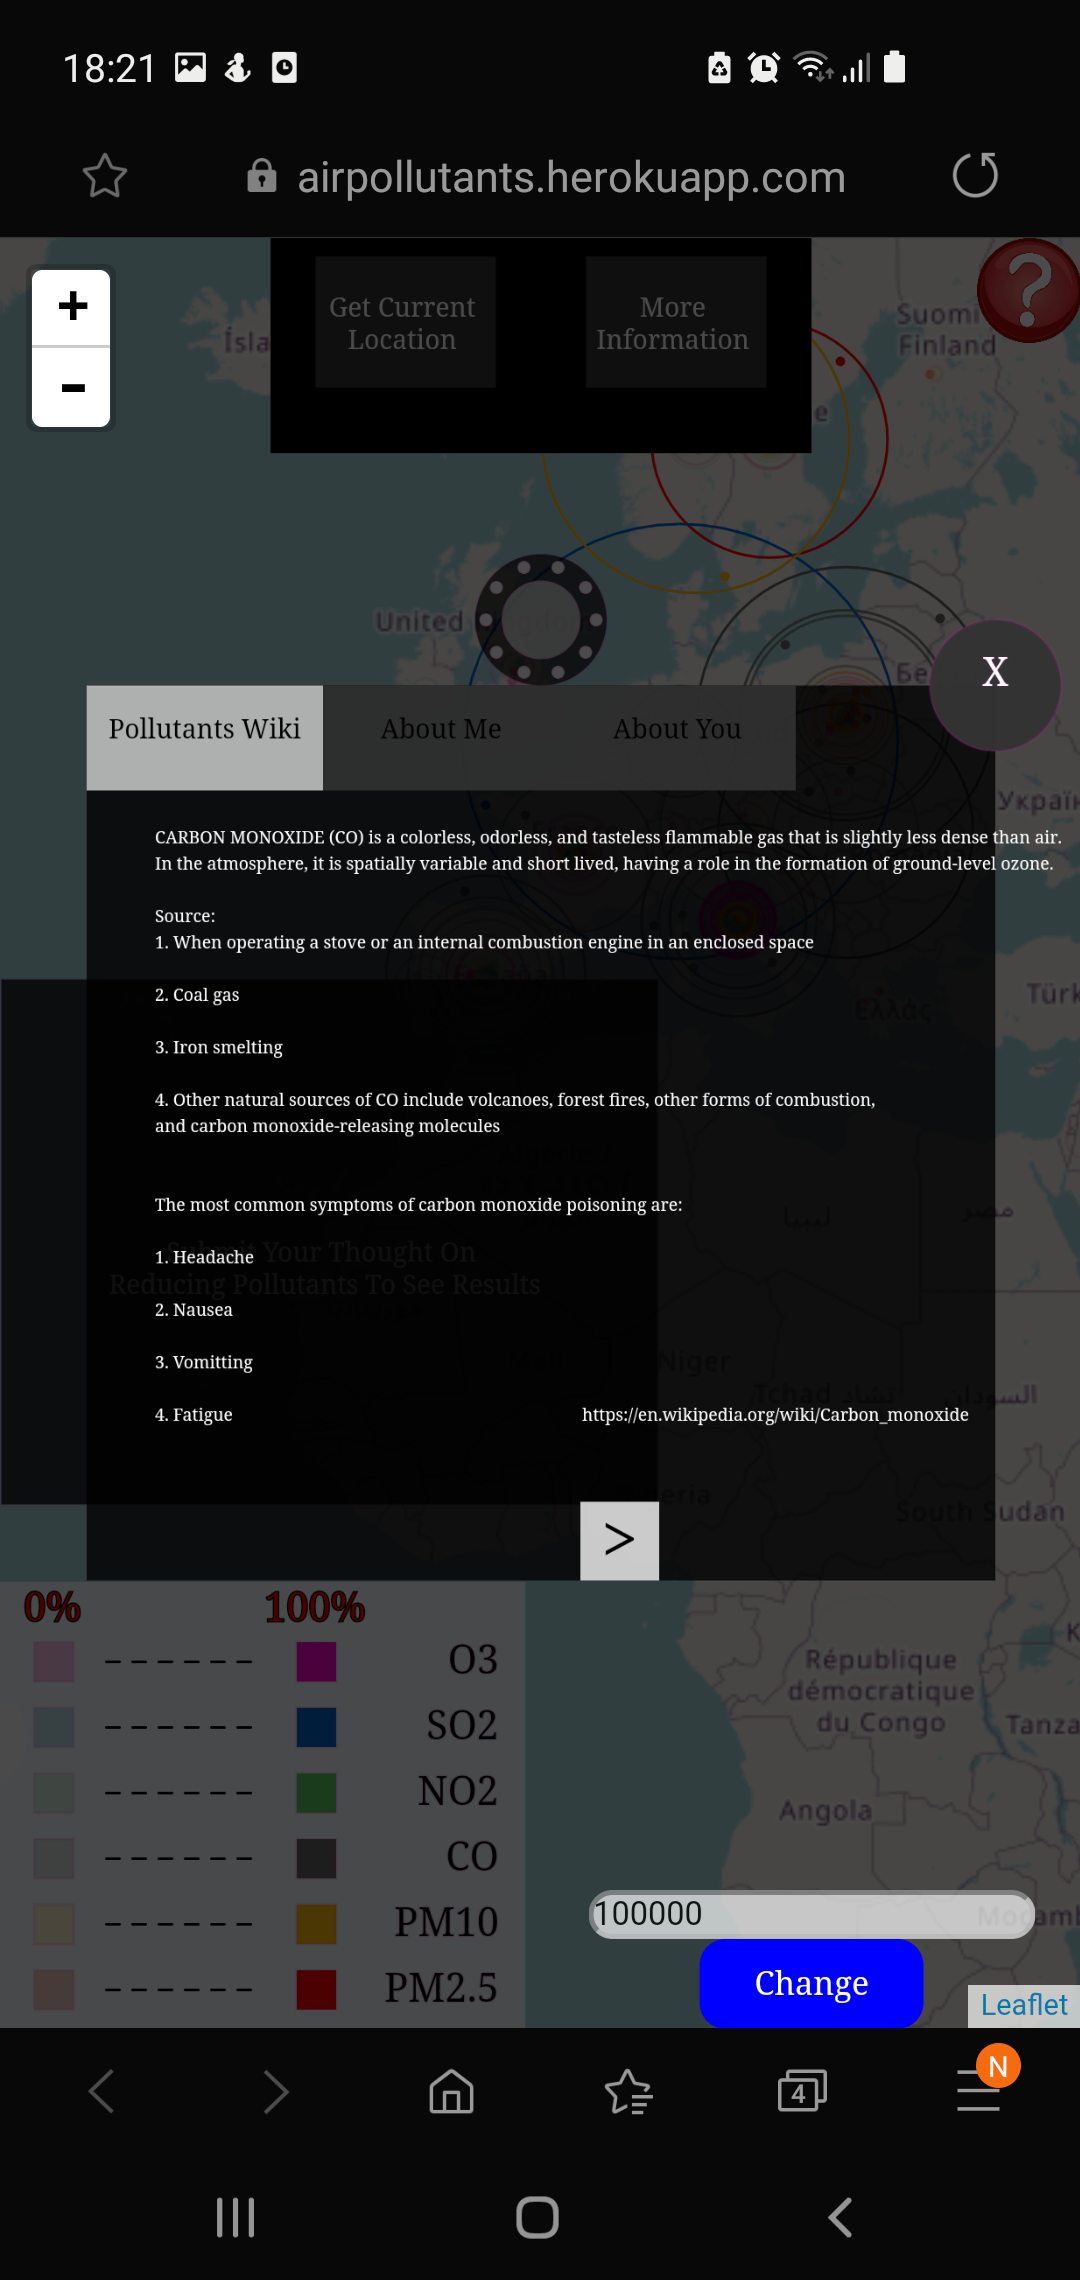 18:21
airpollutants.herokuapp.com
+
-
Get Current
Location
More
Information
Ísla
Suomi
Finland
e
United
Бе
Pollutants Wiki
About Me
About You
X
Україн
CARBON MONOXIDE (CO) is a colorless, odorless, and tasteless flammable gas that is slightly less dense than air.
In the atmosphere, it is spatially variable and short lived, having a role in the formation of ground-level ozone.
Source:
1. When operating a stove or an internal combustion engine in an enclosed space
2. Coal gas
Türk
Ελλάς
3. Iron smelting
4. Other natural sources of CO include volcanoes, forest fires, other forms of combustion,
and carbon monoxide-releasing molecules
The most common symptoms of carbon monoxide poisoning are:
ليبيا
مصر
Submit Your Thought On
1. Headache
Reducing Pollutants To See Results
2. Nausea
3. Vomitting
Niger
Tchad تشاد
السودان
4. Fatigue
https://en.wikipedia.org/wiki/Carbon_monoxide
eria
South Sudan
>
0%
100%
O3
SO2
NO2
CO
PM10
PM2.5
K
République
démocratique
du Congo
Tanza
Angola
100000
Mozamb
Change
Leaflet
4
N